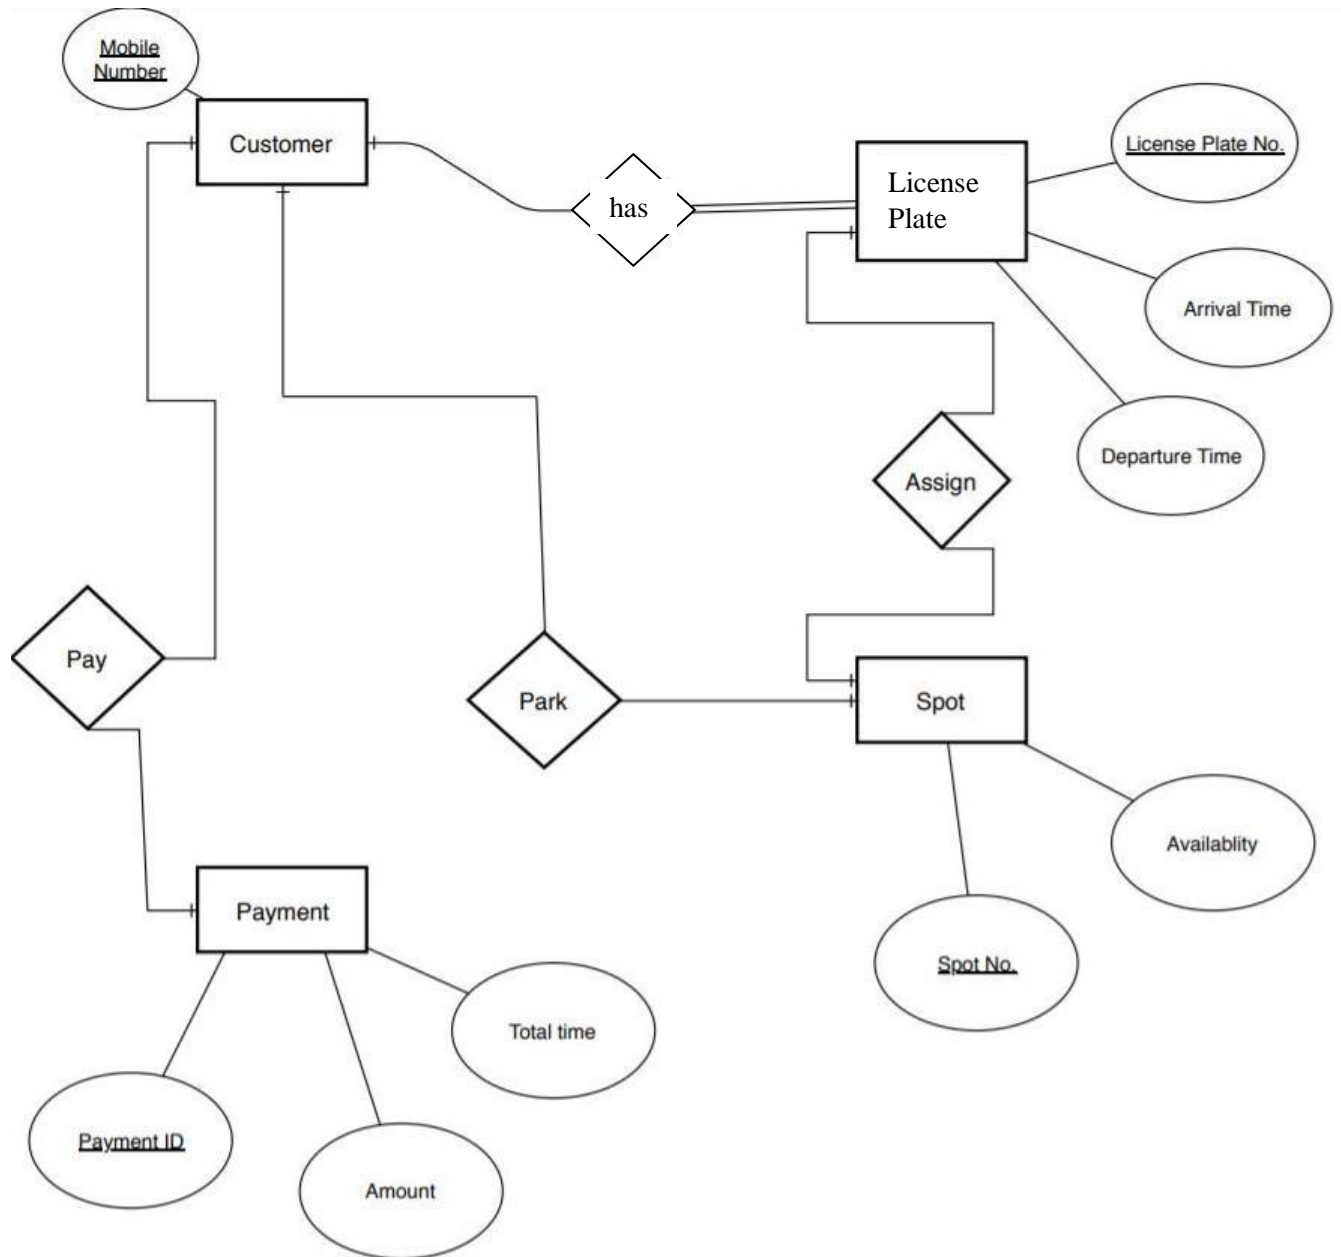 Mobile
Number
Customer
License Plate No.
has
License
Plate
Arrival Time
Departure Time
Assign
Pay
Park
Spot
Availablity
Payment
Spot No.
Total time
Payment ID
Amount